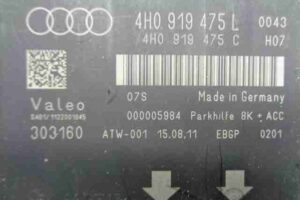 4H0 919 475 L 0043
4H0 919 475 C H07
Valeo 07S Made in Germany
000005984 Parkhilfe 8K + ACC
303160 ATW-001 15.08.11 EBGP 0201